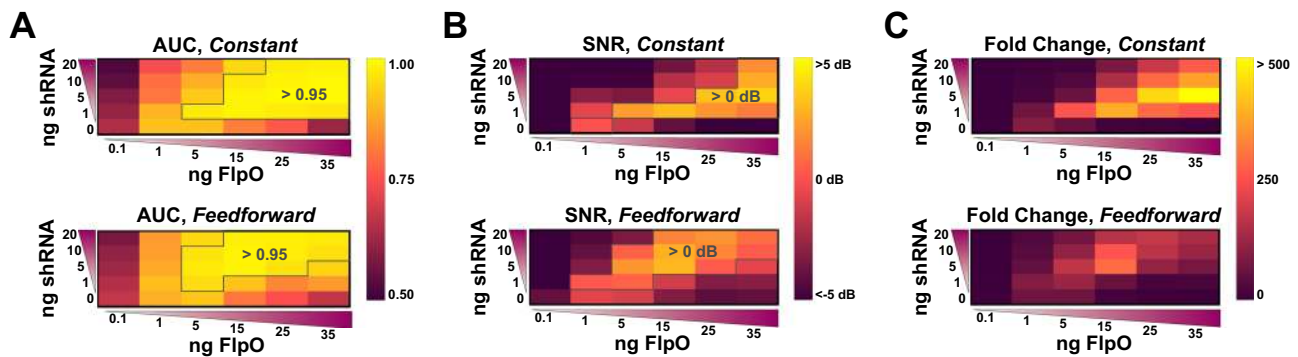 A
AUC, Constant
ng shRNA
20
10
5
1
0
> 0.95
0.1
1
5
15
25
35
ng FlpO
AUC, Feedforward
ng shRNA
20
10
5
1
0
> 0.95
0.1
1
5
15
25
35
ng FlpO
1.00
0.75
0.50
B
SNR, Constant
ng shRNA
20
10
5
1
0
> 0 dB
0.1
1
5
15
25
35
ng FlpO
SNR, Feedforward
ng shRNA
20
10
5
1
0
> 0 dB
0.1
1
5
15
25
35
ng FlpO
>5 dB
0 dB
<-5 dB
C
Fold Change, Constant
ng shRNA
20
10
5
1
0
0.1
1
5
15
25
35
ng FlpO
Fold Change, Feedforward
ng shRNA
20
10
5
1
0
0.1
1
5
15
25
35
ng FlpO
> 500
250
0